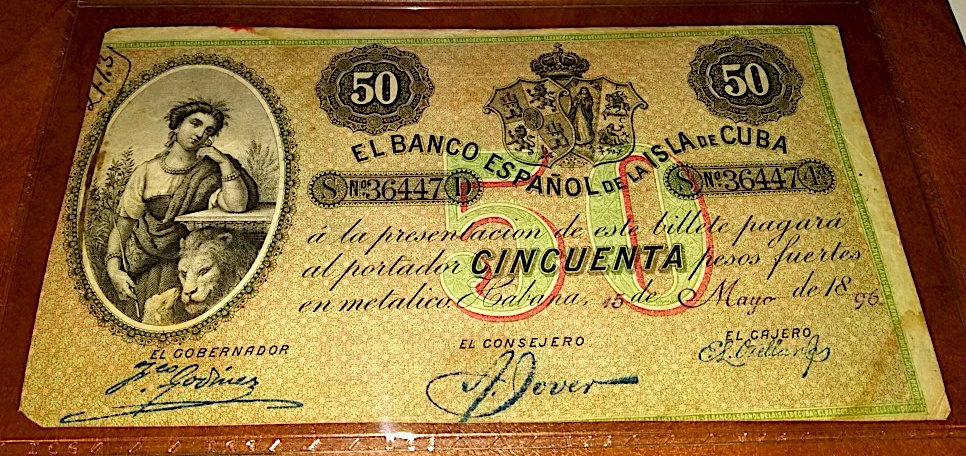 50
50
EL BANCO ESPAÑOL DE LA ISLA DE CUBA
S Nº 36447 D
S Nº 36447
50
á la presentacion de este billete pagará
al portador CINCUENTA pesos fuertes
en metalico. Habana, 15 de Mayo de 1896.
EL GOBERNADOR
EL CONSEJERO
EL CAJERO
Godinez